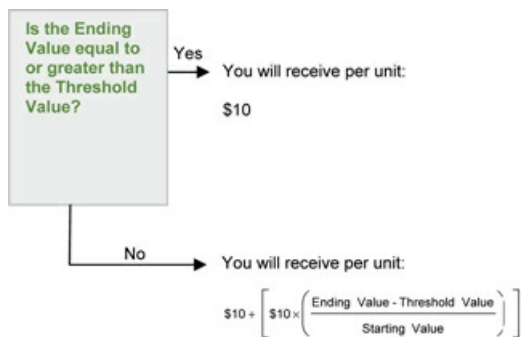 Is the Ending
Value equal to
or greater than
the Threshold
Value?
Yes
You will receive per unit:
$10
No
You will receive per unit:
$10 + [ $10 × ( Ending Value - Threshold Value
Starting Value ) ]